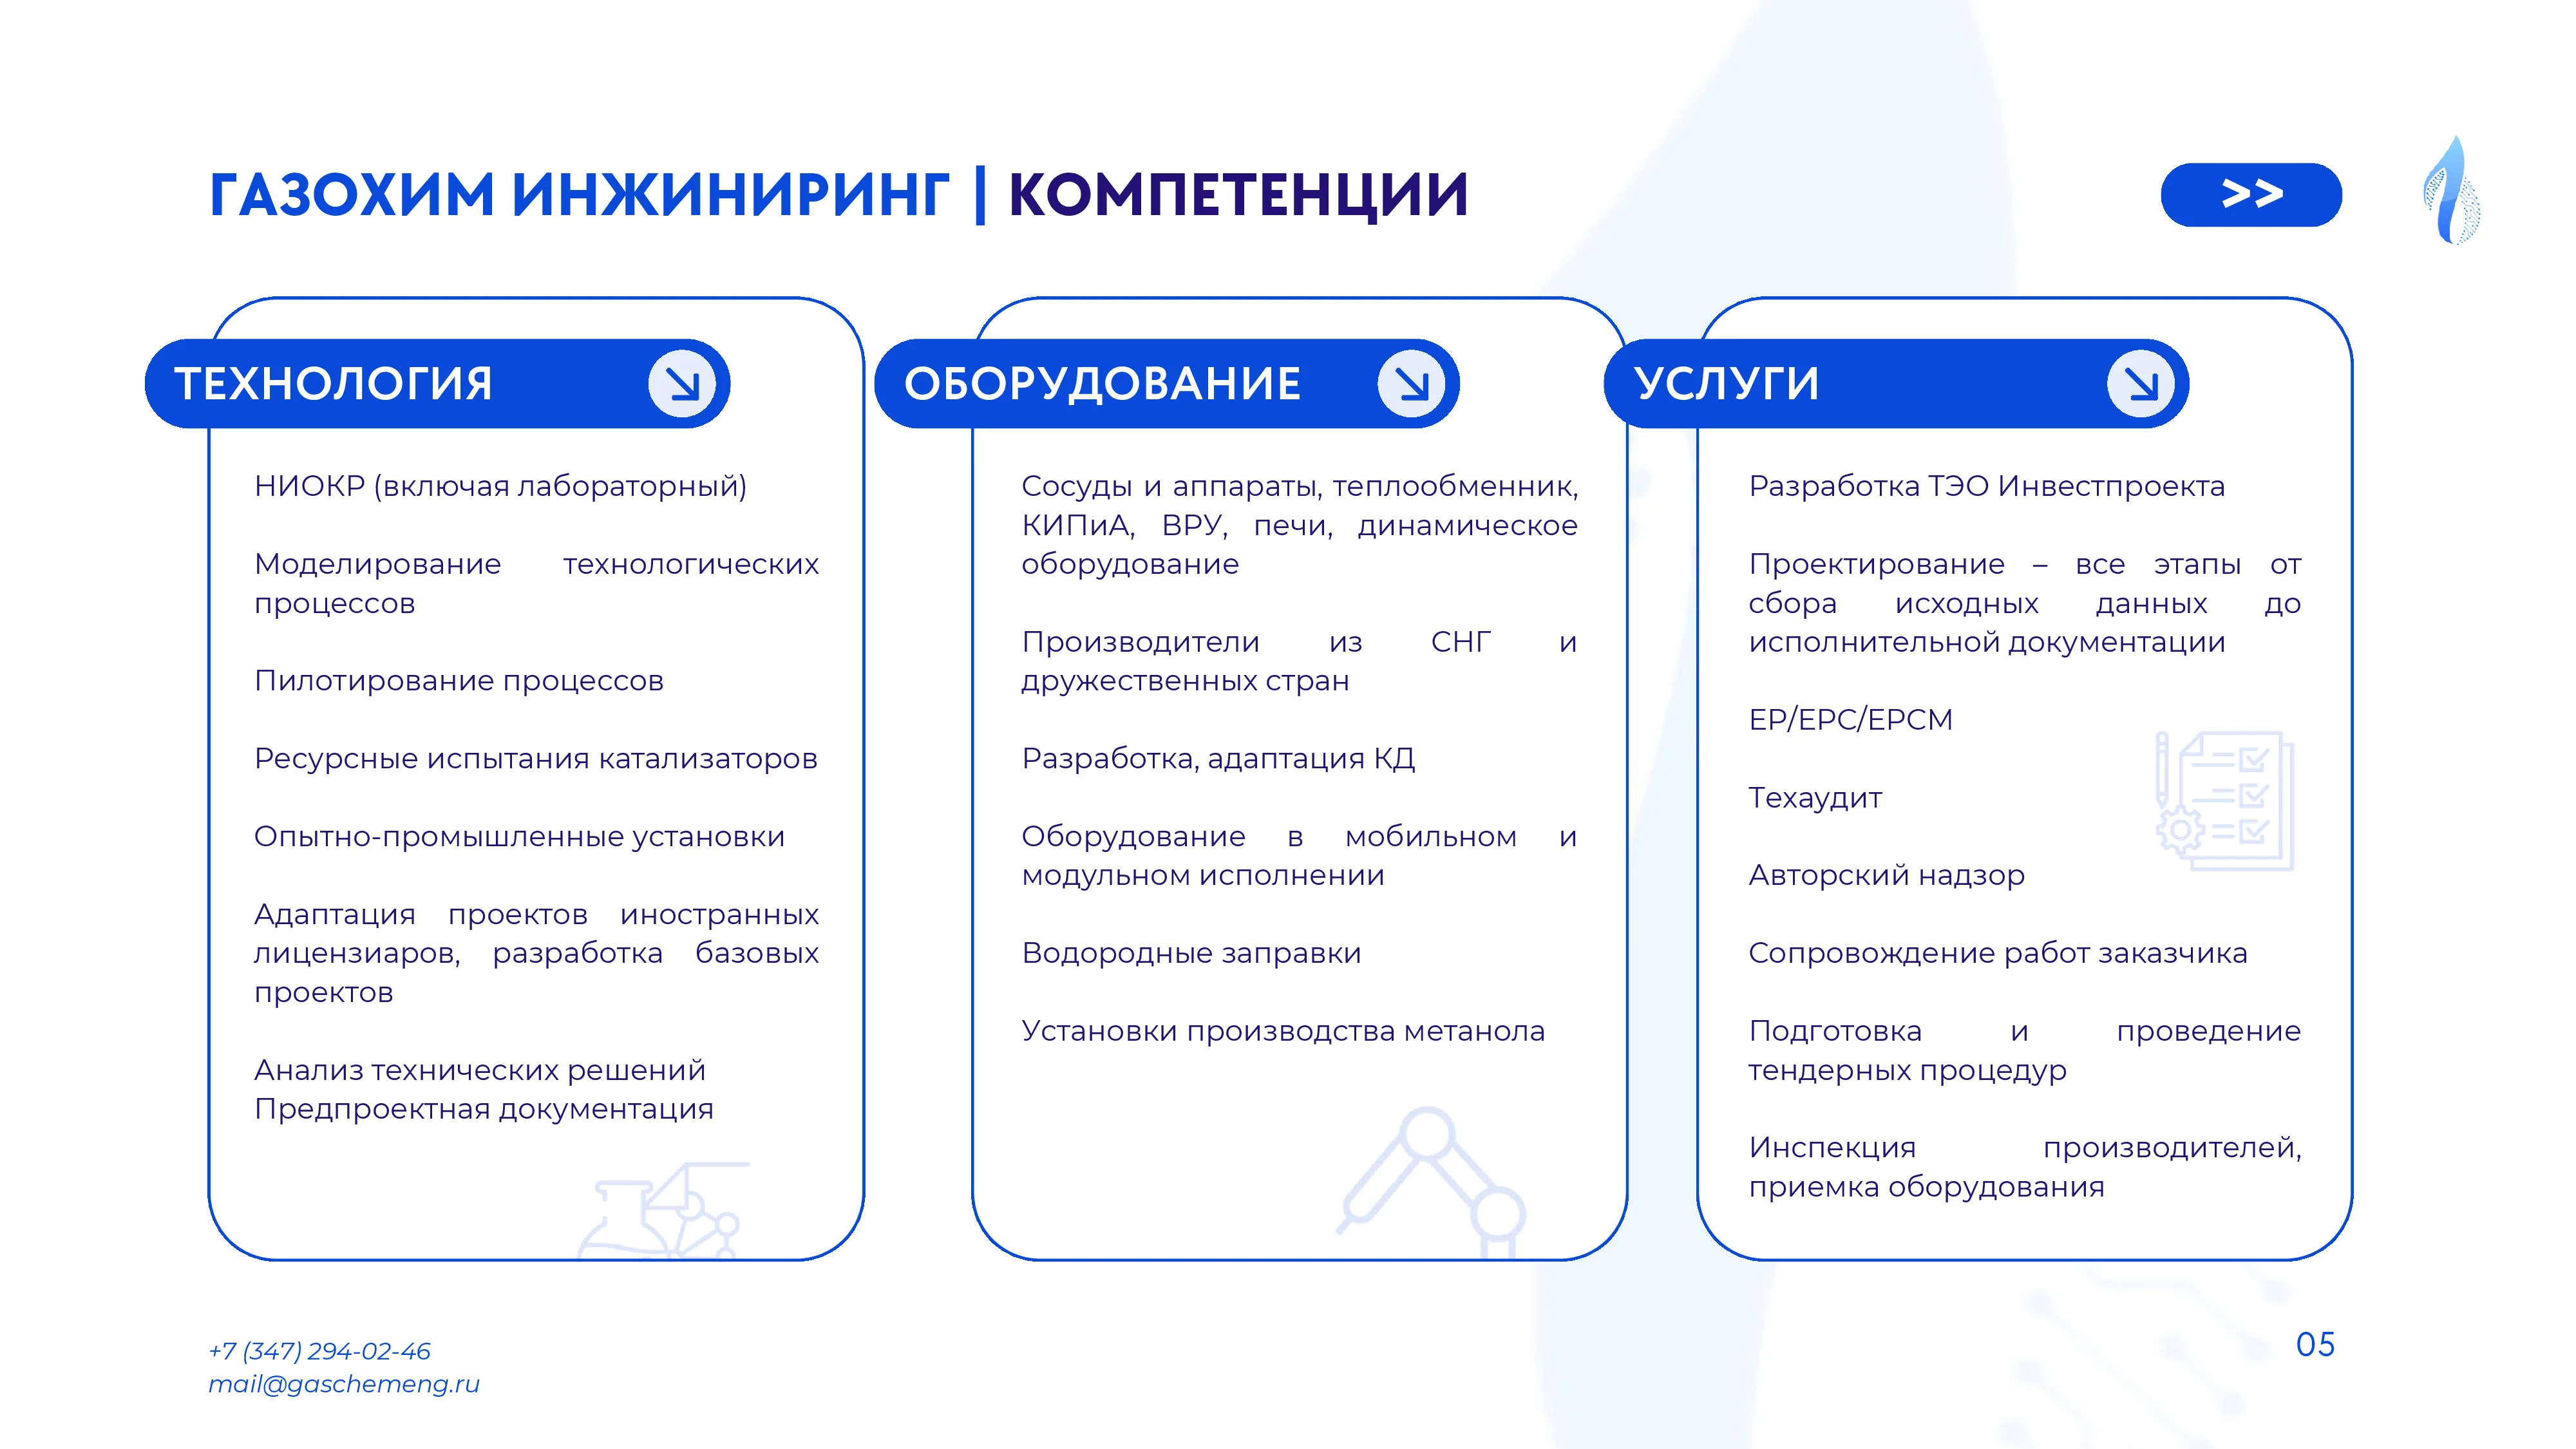 ГАЗОХИМ ИНЖИНИРИНГ | КОМПЕТЕНЦИИ
>>
ТЕХНОЛОГИЯ
НИОКР (включая лабораторный)
Моделирование технологических
процессов
Пилотирование процессов
Ресурсные испытания катализаторов
Опытно-промышленные установки
Адаптация проектов иностранных
лицензиаров, разработка базовых
проектов
Анализ технических решений
Предпроектная документация
ОБОРУДОВАНИЕ
Сосуды и аппараты, теплообменник,
КИПиА, ВРУ, печи, динамическое
оборудование
Производители из СНГ и
дружественных стран
Разработка, адаптация КД
Оборудование в мобильном и
модульном исполнении
Водородные заправки
Установки производства метанола
УСЛУГИ
Разработка ТЭО Инвестпроекта
Проектирование – все этапы от
сбора исходных данных до
исполнительной документации
EP/EPC/EPCM
Техаудит
Авторский надзор
Сопровождение работ заказчика
Подготовка и проведение
тендерных процедур
Инспекция производителей,
приемка оборудования
+7 (347) 294-02-46
mail@gaschemeng.ru
05